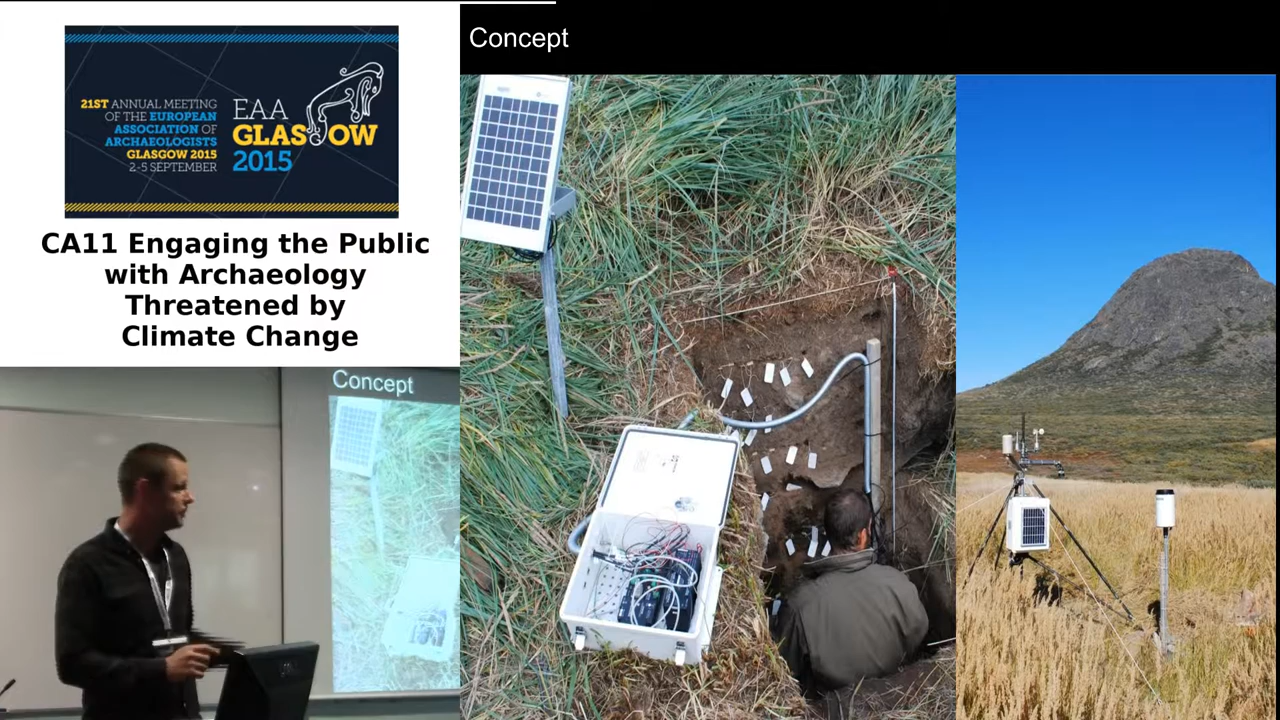 21ST ANNUAL MEETING
OF THE EUROPEAN
ASSOCIATION OF
ARCHAEOLOGISTS
GLASGOW 2015
2-5 SEPTEMBER
EAA
GLASGOW
2015
CA11 Engaging the Public
with Archaeology
Threatened by
Climate Change
Concept
Concept